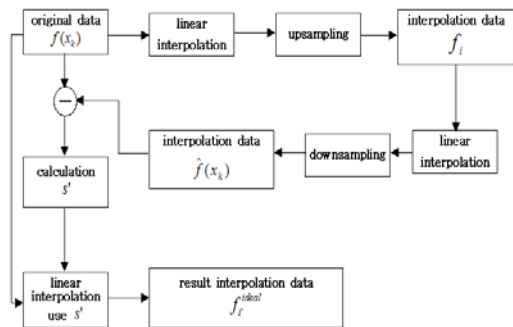 original data
f(x_k)
linear
interpolation
upsampling
interpolation data
f_i
interpolation data
f̂(x_k)
downsampling
linear
interpolation
calculation
s'
linear
interpolation
use s'
result interpolation data
f_{i'}^{ideal}